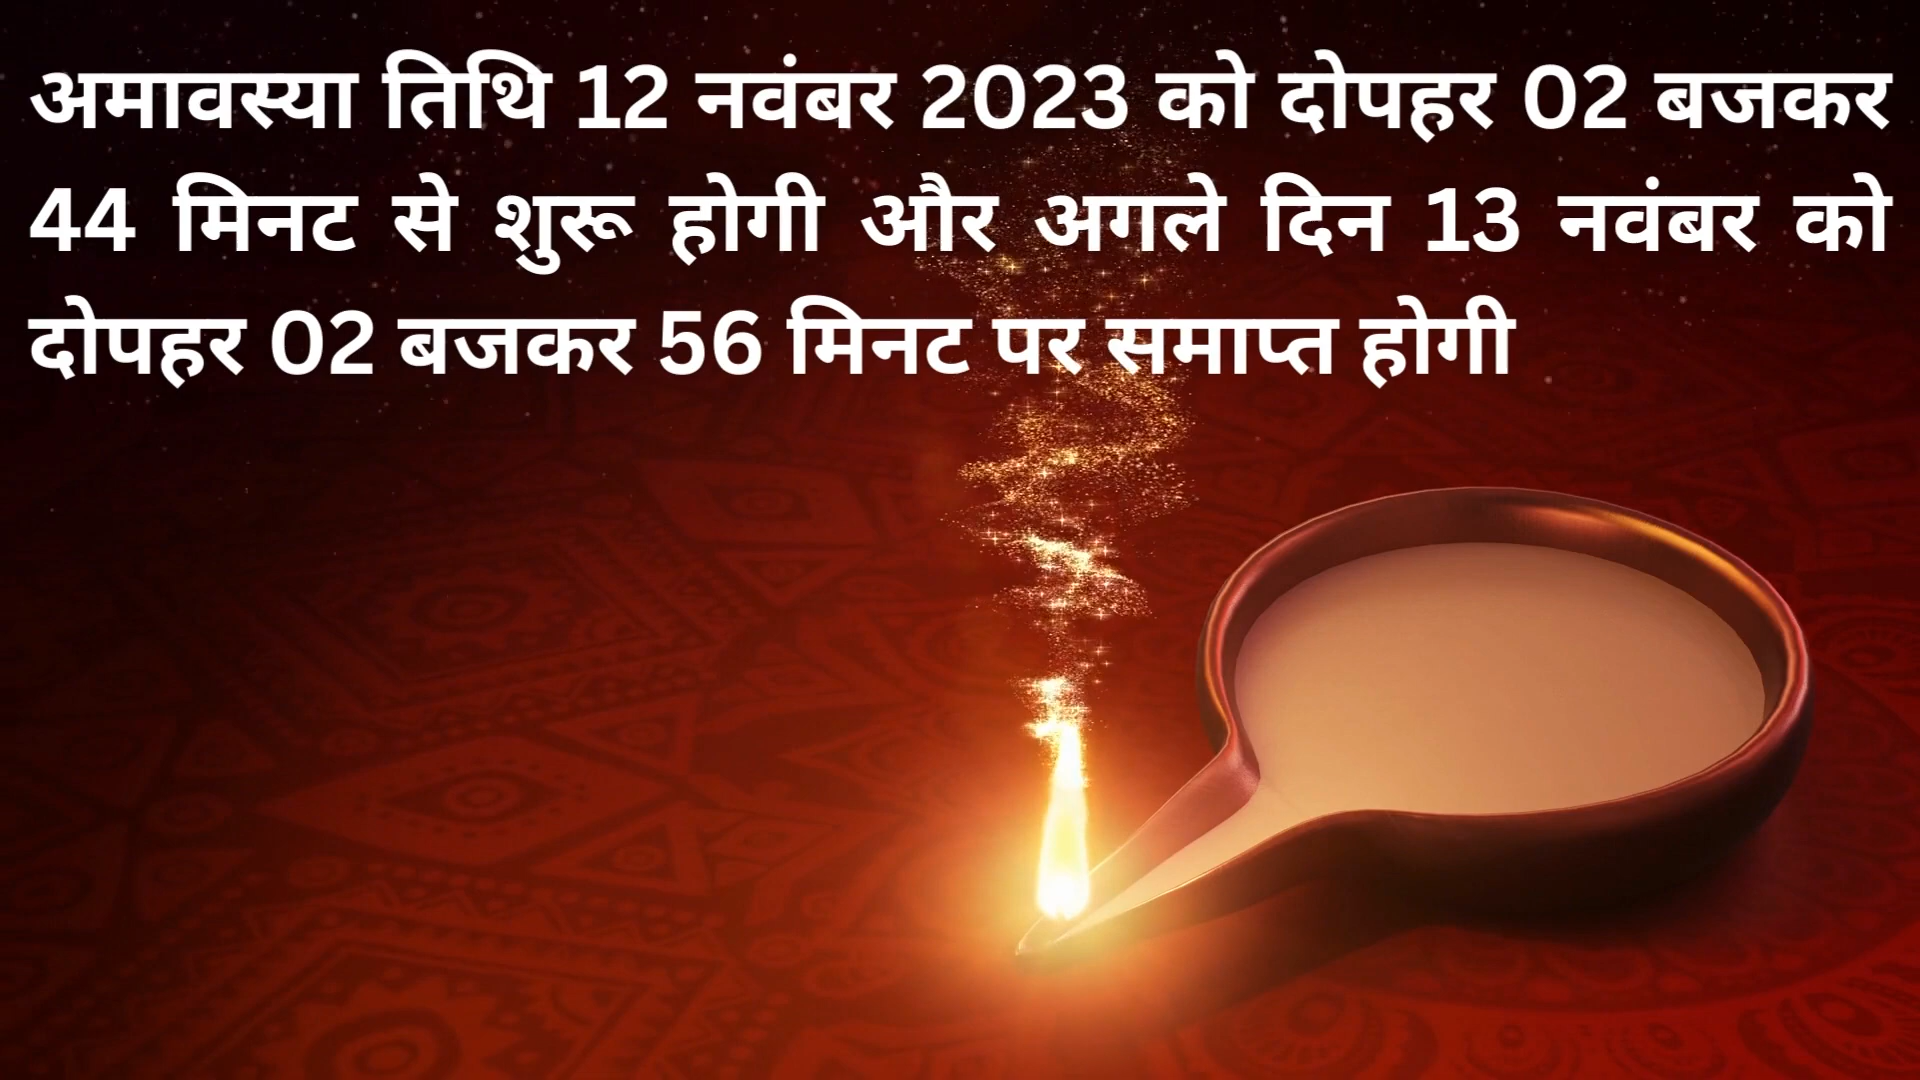 अमावस्या तिथि 12 नवंबर 2023 को दोपहर 02 बजकर
44 मिनट से शुरू होगी और अगले दिन 13 नवंबर को
दोपहर 02 बजकर 56 मिनट पर समाप्त होगी